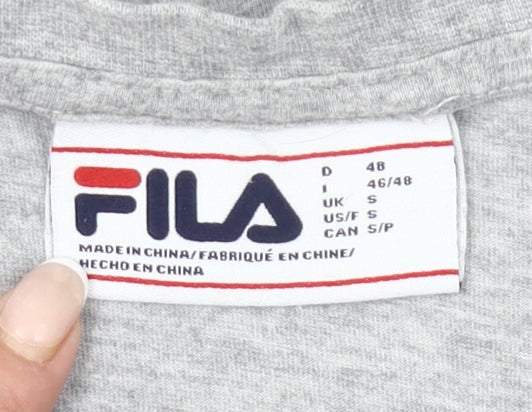 FILA
D 48
I 46/48
UK S
US/F S
CAN S/P
MADE IN CHINA/FABRIQUÉ EN CHINE/
HECHO EN CHINA